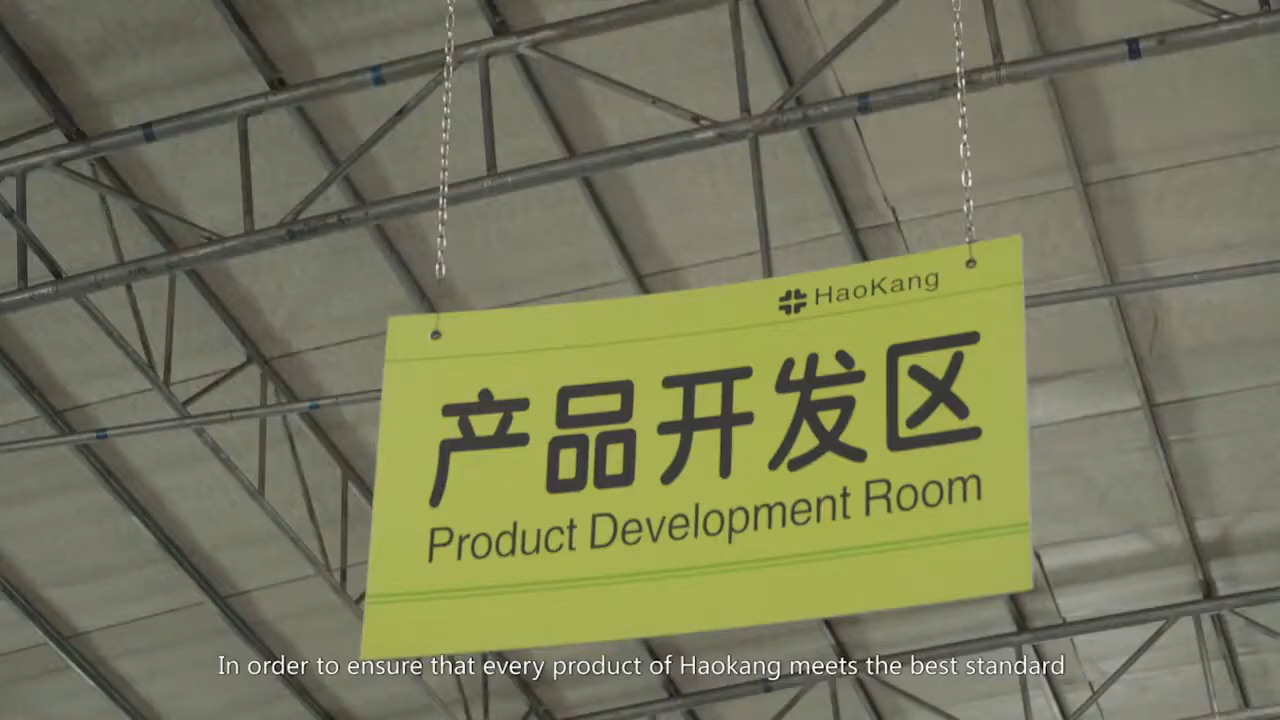 HaoKang
产品开发区
Product Development Room
In order to ensure that every product of Haokang meets the best standard